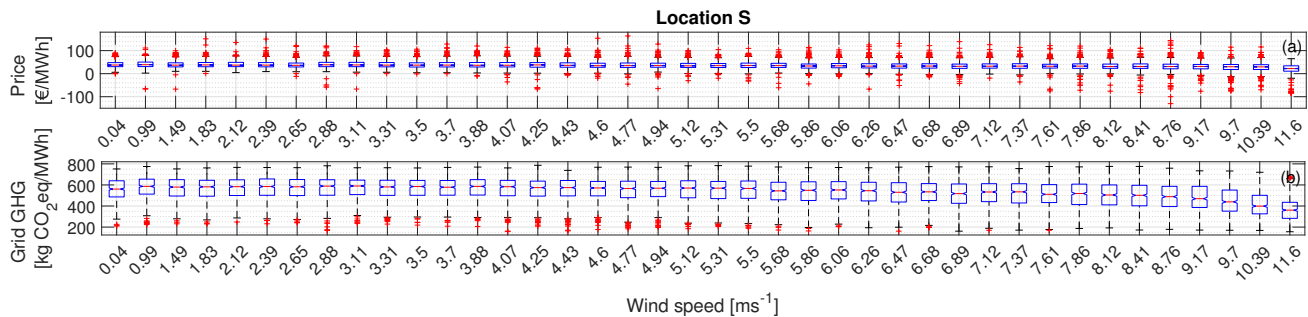 Location S
Price
[€/MWh]
100
0
-100
(a)
0.04 0.99 1.49 1.83 2.12 2.39 2.65 2.88 3.11 3.31 3.5 3.7 3.88 4.07 4.25 4.43 4.6 4.77 4.94 5.12 5.31 5.5 5.68 5.86 6.06 6.26 6.47 6.68 6.89 7.12 7.37 7.61 7.86 8.12 8.41 8.76 9.17 9.7 10.39 11.6
Grid GHG
[kg CO2eq/MWh]
800
600
400
200
(b)
0.04 0.99 1.49 1.83 2.12 2.39 2.65 2.88 3.11 3.31 3.5 3.7 3.88 4.07 4.25 4.43 4.6 4.77 4.94 5.12 5.31 5.5 5.68 5.86 6.06 6.26 6.47 6.68 6.89 7.12 7.37 7.61 7.86 8.12 8.41 8.76 9.17 9.7 10.39 11.6
Wind speed [ms-1]